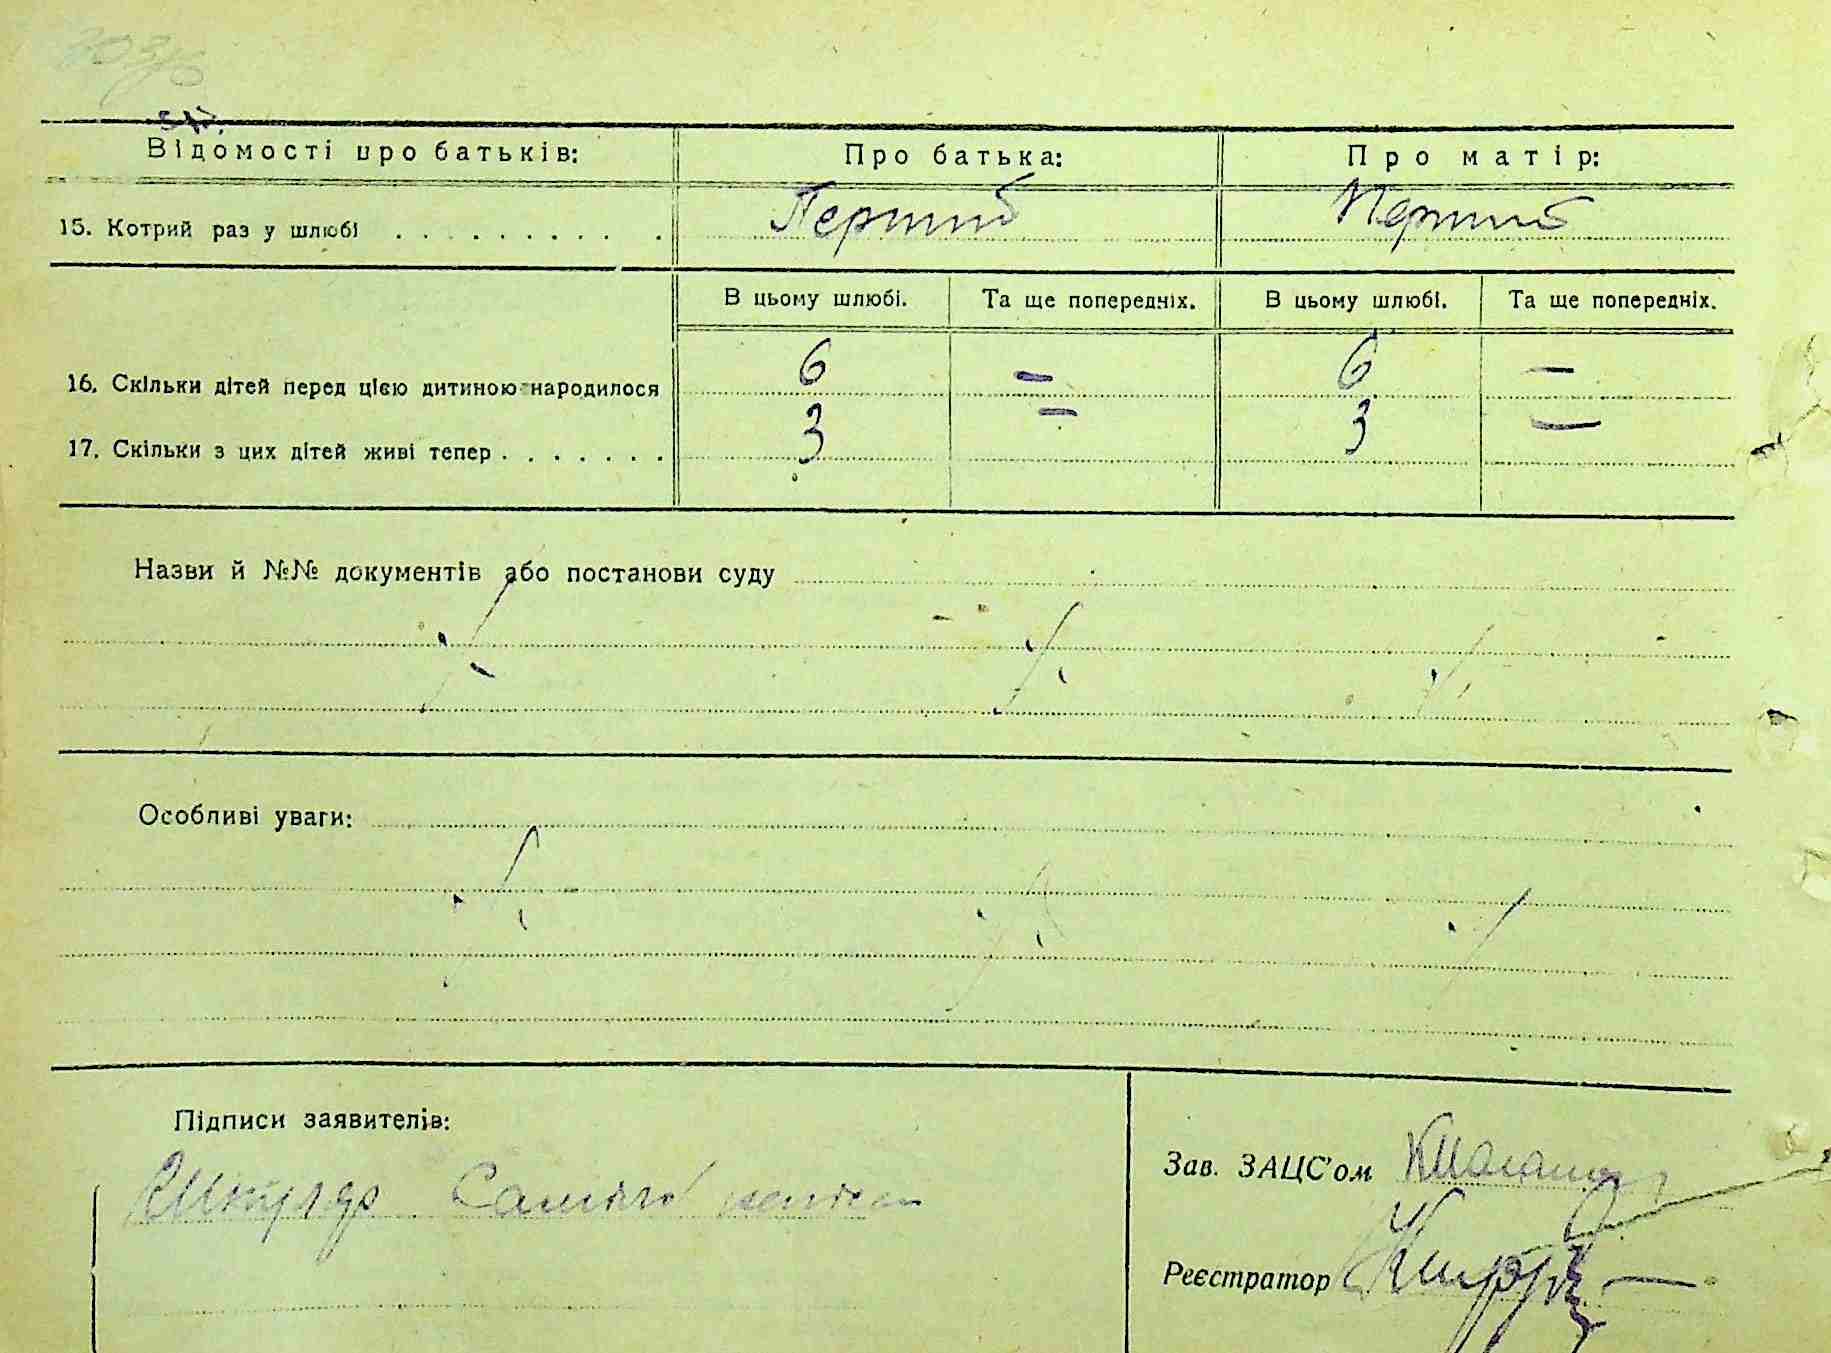 Відомості про батьків: Про батька: Про матір:
15. Котрий раз у шлюбі . . . . . . . . . Перший Перший
В цьому шлюбі. Та ще попередніх. В цьому шлюбі. Та ще попередніх.
16. Скільки дітей перед цією дитиною народилося 6 — 6 —
17. Скільки з цих дітей живі тепер . . . . . . . 3 — 3 —
Назви й №№ документів або постанови суду
Особливі уваги:
Підписи заявителів:
Зав. ЗАЦС'ом
Реєстратор